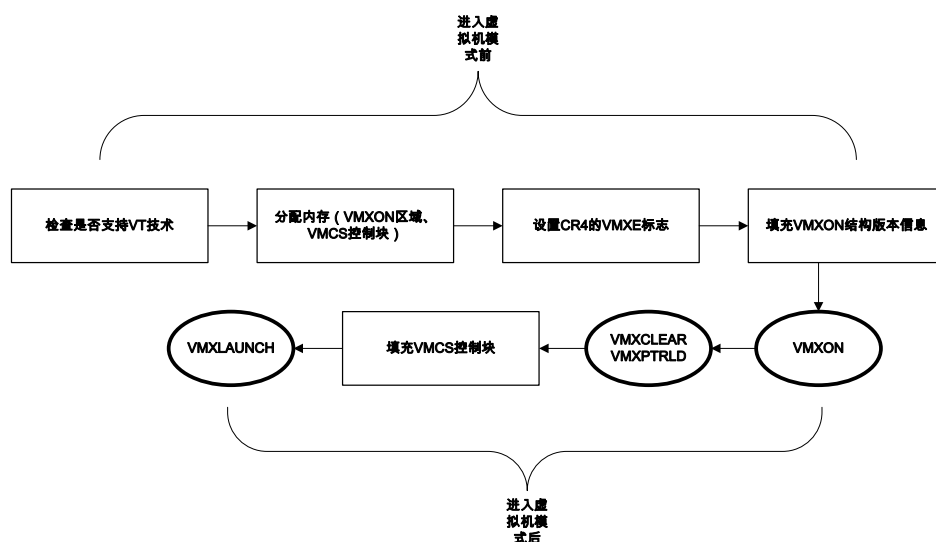 进入虚
拟机模
式前
检查是否支持VT技术
分配内存（VMXON区域、
VMCS控制块）
设置CR4的VMXE标志
填充VMXON结构版本信息
VMXLAUNCH
填充VMCS控制块
VMXCLEAR
VMXPTRLD
VMXON
进入虚
拟机模
式后